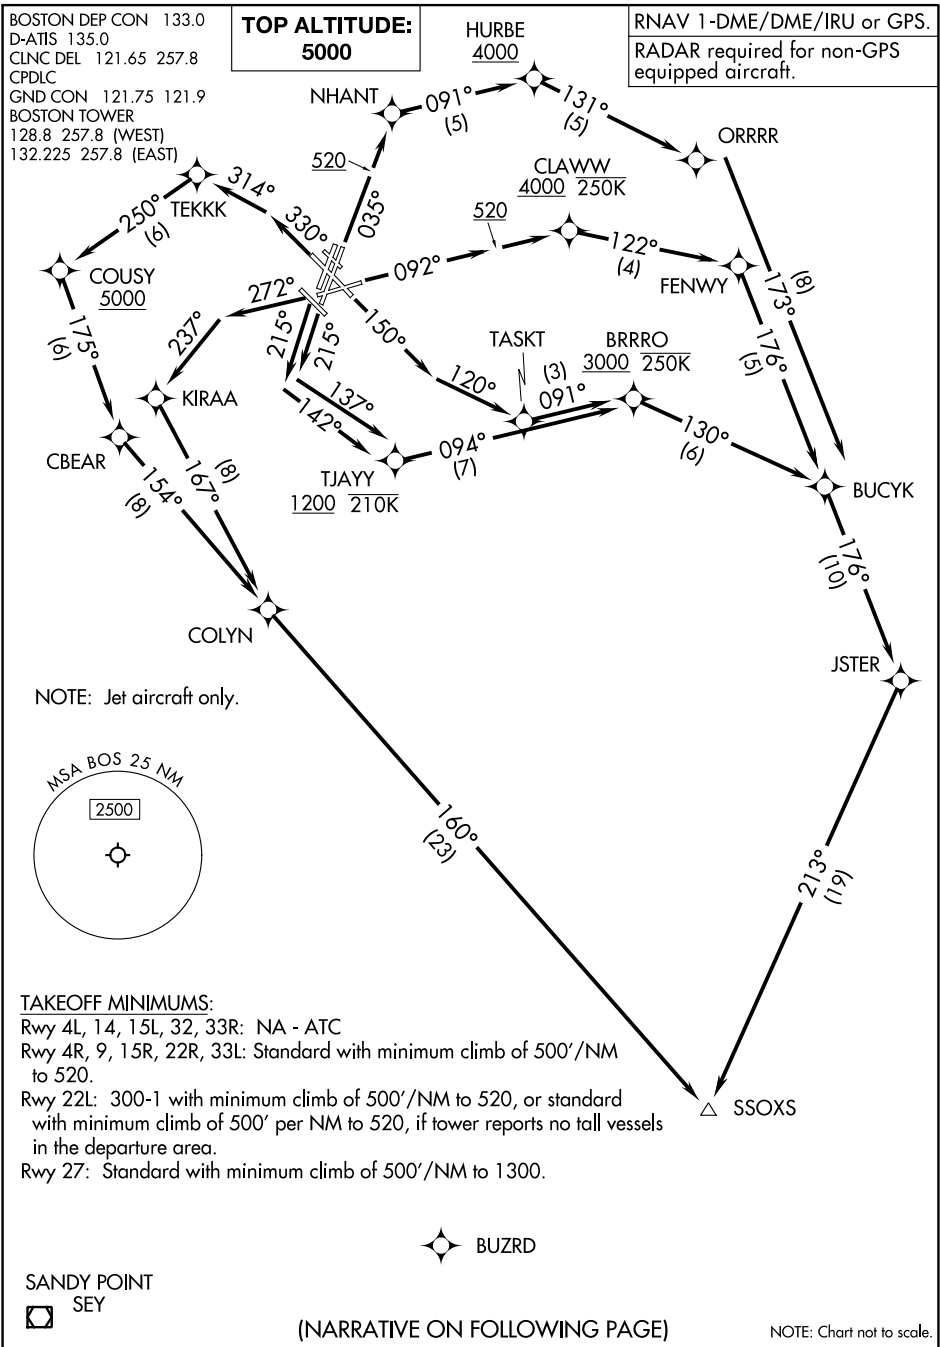 BOSTON DEP CON 133.0
D-ATIS 135.0
CLNC DEL 121.65 257.8
CPDLC
GND CON 121.75 121.9
BOSTON TOWER
128.8 257.8 (WEST)
132.225 257.8 (EAST)
TOP ALTITUDE:
5000
RNAV 1-DME/DME/IRU or GPS.
RADAR required for non-GPS
equipped aircraft.
HURBE
4000
NHANT
091°
(5)
131°
(5)
ORRRR
520
CLAWW
4000 250K
314°
TEKKK
250°
(6)
330°
035°
520
122°
(4)
092°
FENWY
173°
(8)
COUSY
5000
272°
237°
215°
215°
150°
175°
(6)
176°
(5)
TASKT
BRRRO
3000 250K
(3)
091°
120°
KIRAA
137°
142°
CBEAR
094°
(7)
130°
(6)
TJAYY
1200 210K
167°
(8)
154°
(8)
BUCYK
176°
(10)
COLYN
JSTER
NOTE: Jet aircraft only.
MSA BOS 25 NM
2500
160°
(23)
213°
(19)
TAKEOFF MINIMUMS:
Rwy 4L, 14, 15L, 32, 33R: NA - ATC
Rwy 4R, 9, 15R, 22R, 33L: Standard with minimum climb of 500'/NM
to 520.
Rwy 22L: 300-1 with minimum climb of 500'/NM to 520, or standard
with minimum climb of 500' per NM to 520, if tower reports no tall vessels
in the departure area.
Rwy 27: Standard with minimum climb of 500'/NM to 1300.
SSOXS
BUZRD
SANDY POINT
SEY
(NARRATIVE ON FOLLOWING PAGE)
NOTE: Chart not to scale.